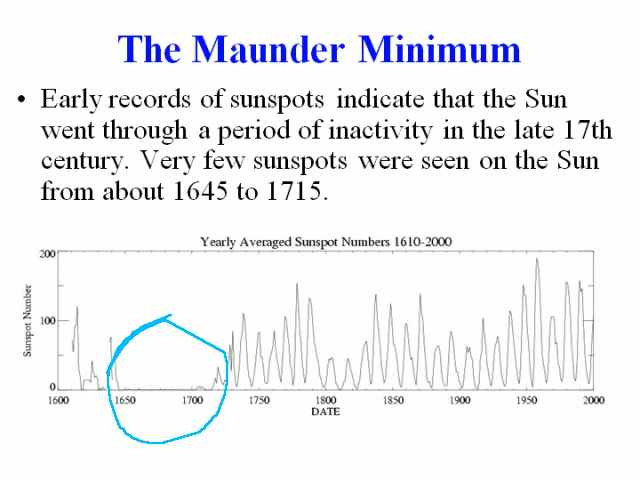 The Maunder Minimum
• Early records of sunspots indicate that the Sun
went through a period of inactivity in the late 17th
century. Very few sunspots were seen on the Sun
from about 1645 to 1715.
Yearly Averaged Sunspot Numbers 1610-2000
Sunspot Number
200
100
0
1600 1650 1700 1750 1800 1850 1900 1950 2000
DATE